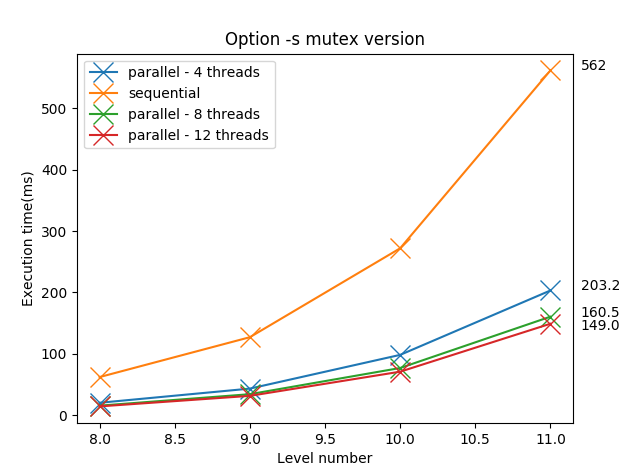 Option -s mutex version
parallel - 4 threads
sequential
parallel - 8 threads
parallel - 12 threads
562
203.2
160.5
149.0
Execution time(ms)
500
400
300
200
100
0
8.0
8.5
9.0
9.5
10.0
10.5
11.0
Level number